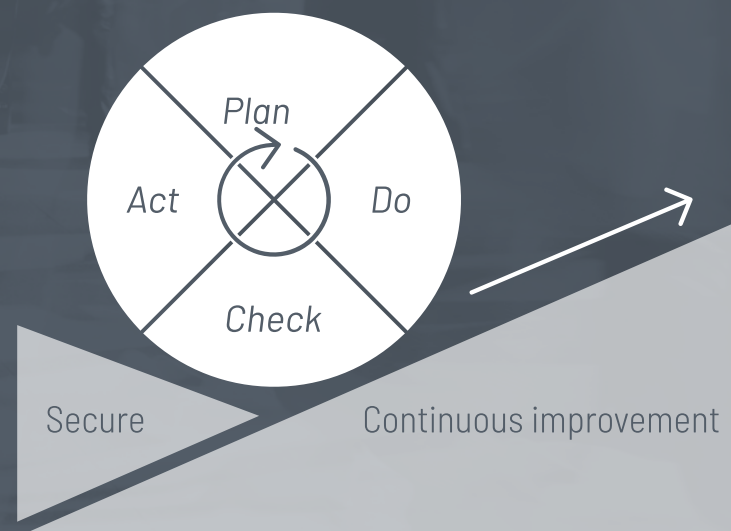 Plan
Act
Do
Check
Secure
Continuous improvement